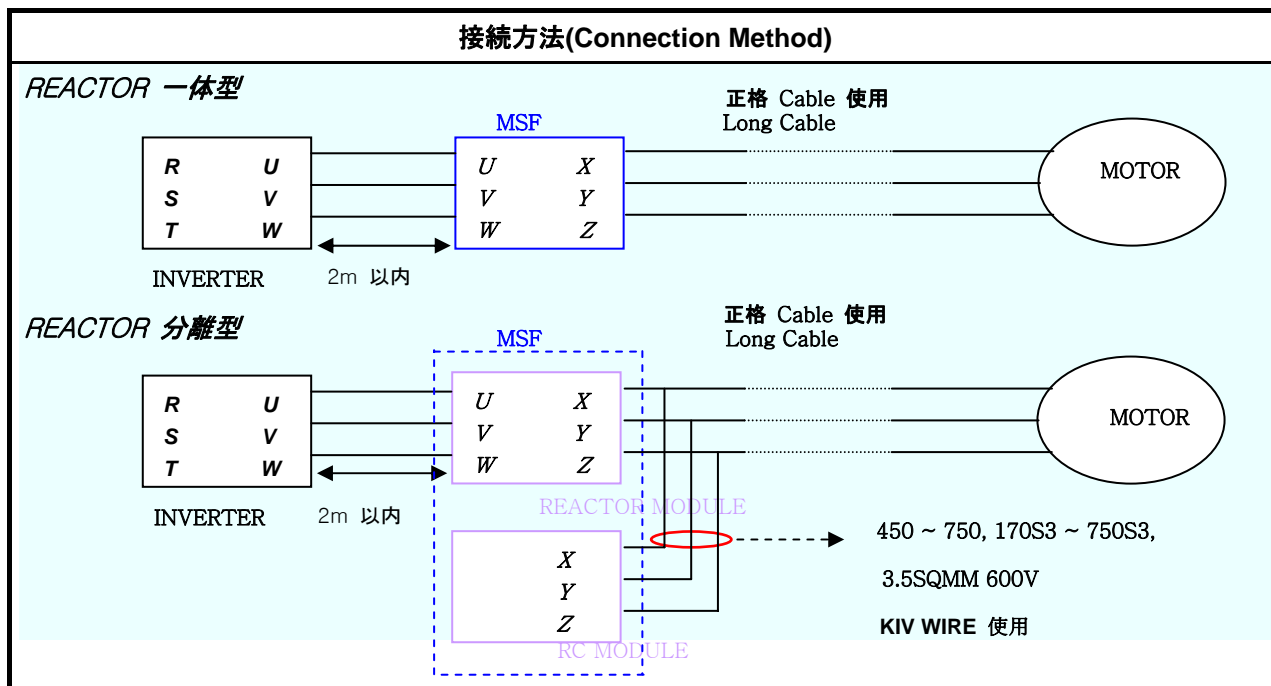 接続方法(Connection Method)
REACTOR 一体型
正格 Cable 使用
Long Cable
MSF
R U
S V
T W
U X
V Y
W Z
MOTOR
INVERTER
2m 以内
REACTOR 分離型
正格 Cable 使用
Long Cable
MSF
R U
S V
T W
U X
V Y
W Z
MOTOR
INVERTER
2m 以内
REACTOR MODULE
X
Y
Z
RC MODULE
450 ~ 750, 170S3 ~ 750S3,
3.5SQMM 600V
KIV WIRE 使用